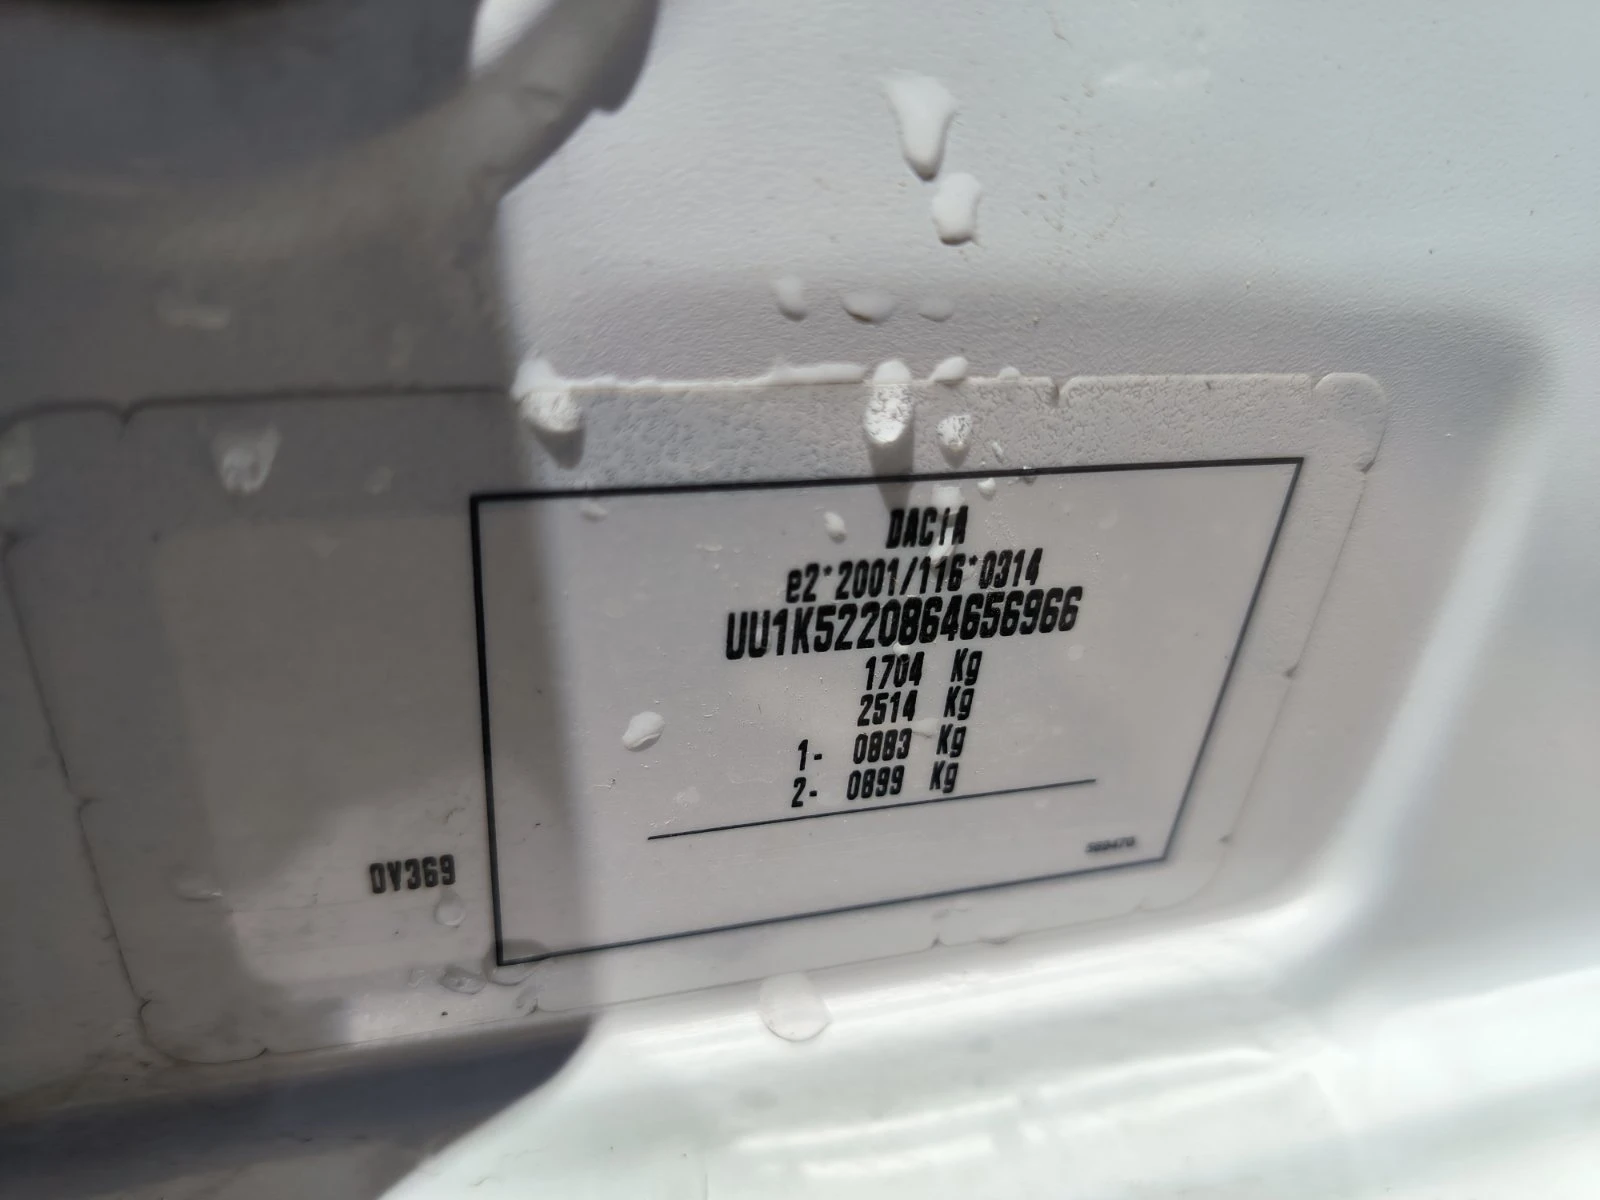 DACIA
e2*2001/116*0314
UU1K5220864656966
1704 Kg
2514 Kg
1- 0883 Kg
2- 0899 Kg
OV369